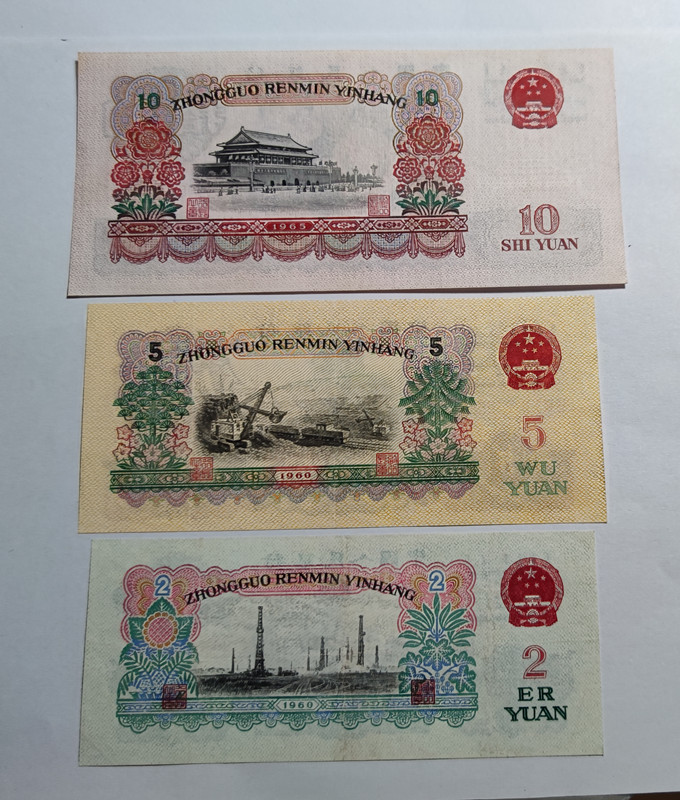 10 ZHONGGUO RENMIN YINHANG 10
1965
10
SHI YUAN
5 ZHONGGUO RENMIN YINHANG 5
1960
5
WU
YUAN
2 ZHONGGUO RENMIN YINHANG 2
1960
2
ER
YUAN